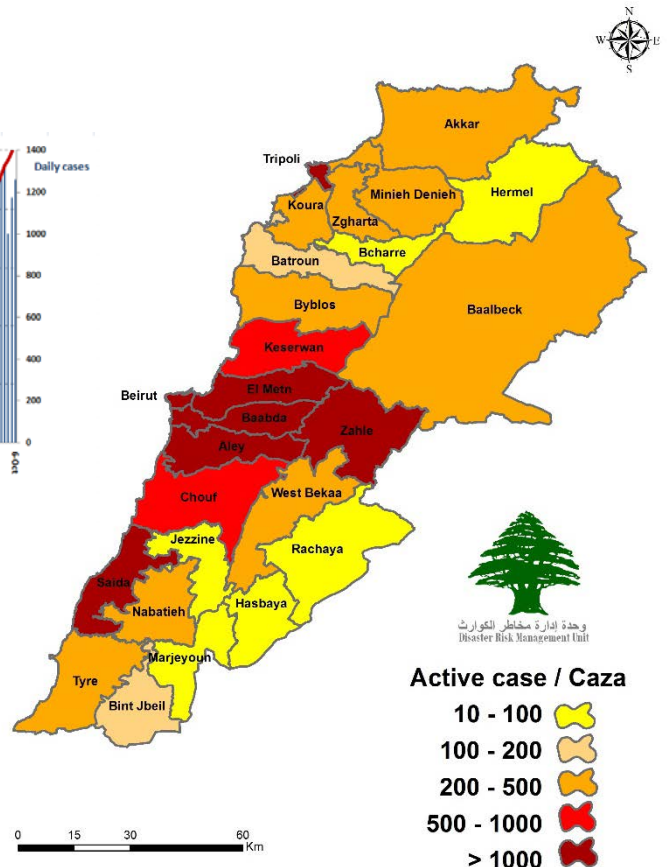 N
W E
S
1400
Daily cases
1200
1000
800
600
400
200
0
6-Oct
Akkar
Tripoli
Hermel
Minieh Denieh
Koura
Zgharta
Bcharre
Batroun
Byblos
Baalbeck
Keserwan
El Metn
Beirut
Baabda
Zahle
Aley
West Bekaa
Chouf
Jezzine
Rachaya
Saida
Hasbaya
Nabatieh
Marjeyoun
Tyre
Bint Jbeil
وحدة إدارة مخاطر الكوارث
Disaster Risk Management Unit
Active case / Caza
10 - 100
100 - 200
200 - 500
500 - 1000
> 1000
0 15 30 60
Km